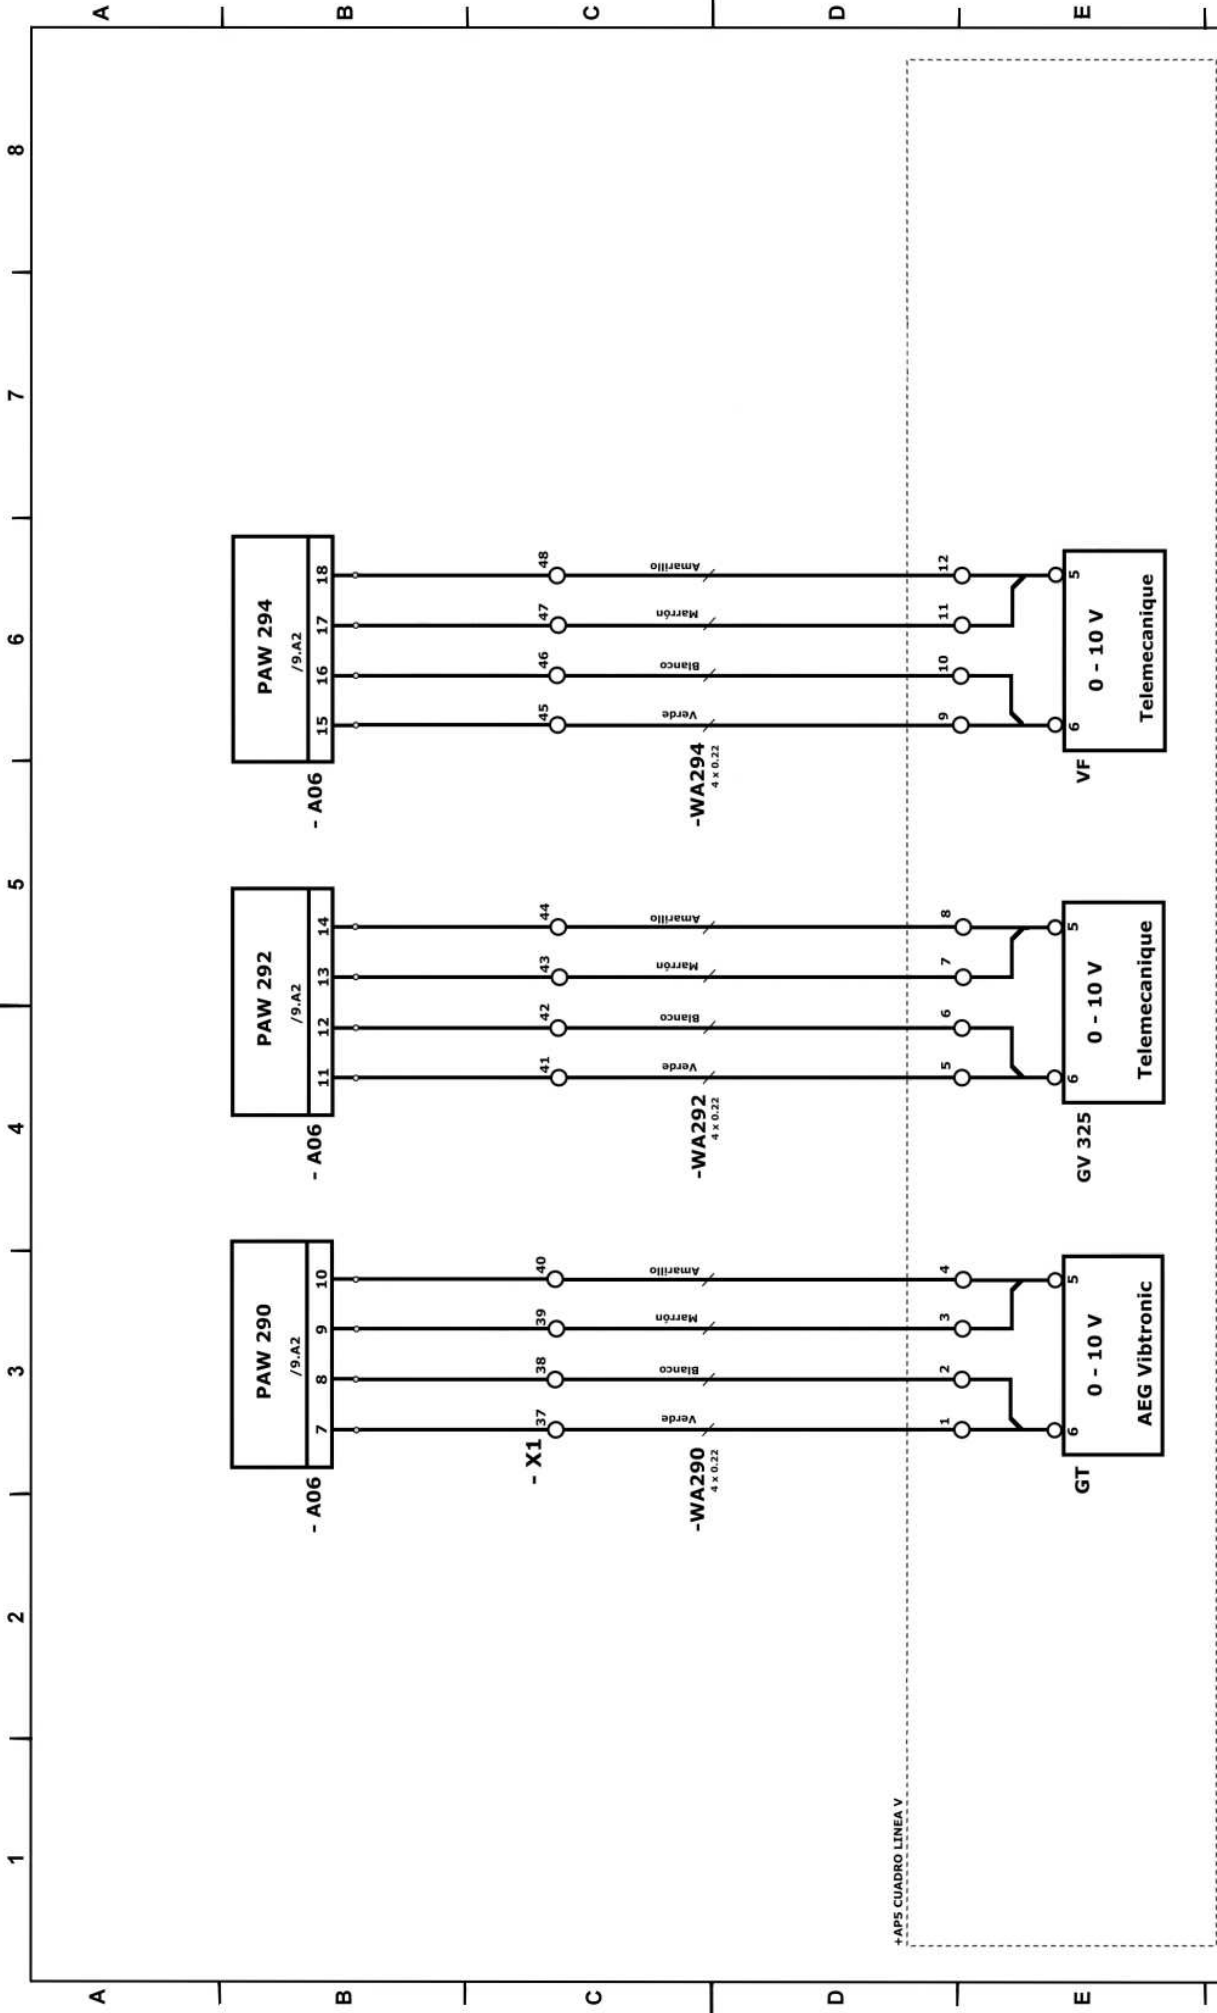 1 2 3 4 5 6 7 8
A A
PAW 290
/9.A2
7 8 9 10
- A06
PAW 292
/9.A2
11 12 13 14
- A06
PAW 294
/9.A2
15 16 17 18
- A06
B B
- X1
37 38 39 40
41 42 43 44
45 46 47 48
C C
Verde Blanco Marrón Amarillo
-WA290
4 x 0.22
Verde Blanco Marrón Amarillo
-WA292
4 x 0.22
Verde Blanco Marrón Amarillo
-WA294
4 x 0.22
D D
+AP5 CUADRO LINEA V
1 2 3 4
5 6 7 8
9 10 11 12
GT
6 5
0 - 10 V
AEG Vibtronic
GV 325
6 5
0 - 10 V
Telemecanique
VF
6 5
0 - 10 V
Telemecanique
E E